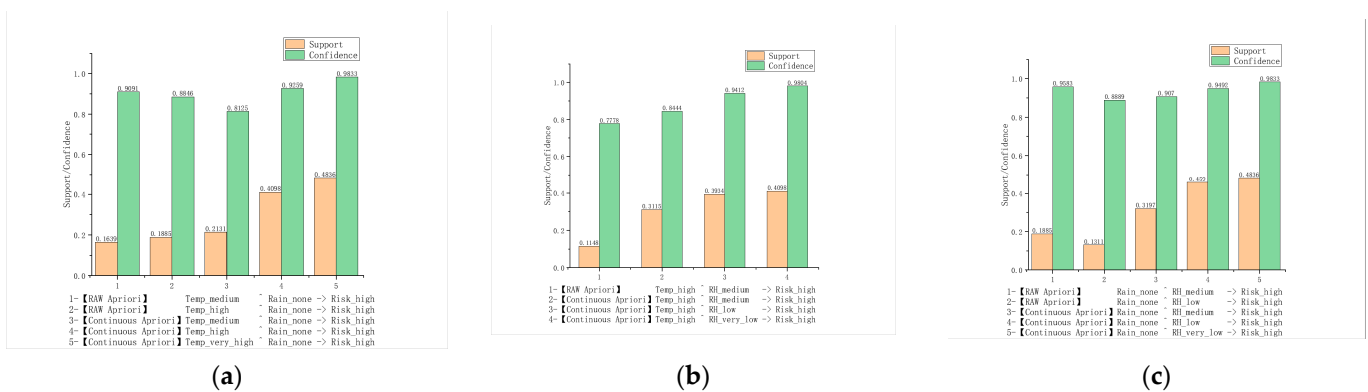 Support
Confidence
Support/Confidence
1.0
0.8
0.6
0.4
0.2
0.0
0.9091
0.8846
0.8125
0.9259
0.9833
0.1639
0.1885
0.2131
0.4098
0.4836
1 2 3 4 5
1-【RAW Apriori】 Temp_medium ^ Rain_none -> Risk_high
2-【RAW Apriori】 Temp_high ^ Rain_none -> Risk_high
3-【Continuous Apriori】Temp_medium ^ Rain_none -> Risk_high
4-【Continuous Apriori】Temp_high ^ Rain_none -> Risk_high
5-【Continuous Apriori】Temp_very_high ^ Rain_none -> Risk_high
(a)
Support
Confidence
Support/Confidence
1.0
0.8
0.6
0.4
0.2
0.0
0.7778
0.8444
0.9412
0.9804
0.1148
0.3115
0.3934
0.4098
1 2 3 4
1-【RAW Apriori】 Temp_high ^ RH_medium -> Risk_high
2-【Continuous Apriori】Temp_high ^ RH_medium -> Risk_high
3-【Continuous Apriori】Temp_high ^ RH_low -> Risk_high
4-【Continuous Apriori】Temp_high ^ RH_very_low -> Risk_high
(b)
Support
Confidence
Support/Confidence
1.0
0.8
0.6
0.4
0.2
0.0
0.9583
0.8889
0.907
0.9492
0.9833
0.1885
0.1311
0.3197
0.459
0.4836
1 2 3 4 5
1-【RAW Apriori】 Rain_none ^ RH_medium -> Risk_high
2-【RAW Apriori】 Rain_none ^ RH_low -> Risk_high
3-【Continuous Apriori】Rain_none ^ RH_medium -> Risk_high
4-【Continuous Apriori】Rain_none ^ RH_low -> Risk_high
5-【Continuous Apriori】Rain_none ^ RH_very_low -> Risk_high
(c)